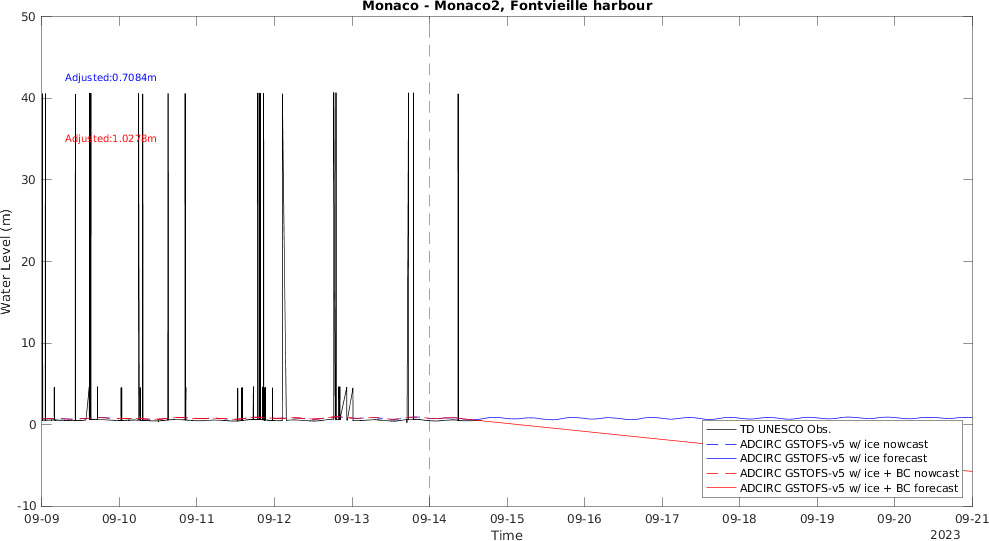 Monaco - Monaco2, Fontvieille harbour
50
40
30
20
10
0
-10
Water Level (m)
Adjusted:0.7084m
Adjusted:1.0278m
TD UNESCO Obs.
ADCIRC GSTOFS-v5 w/ ice nowcast
ADCIRC GSTOFS-v5 w/ ice forecast
ADCIRC GSTOFS-v5 w/ ice + BC nowcast
ADCIRC GSTOFS-v5 w/ ice + BC forecast
09-09 09-10 09-11 09-12 09-13 09-14 09-15 09-16 09-17 09-18 09-19 09-20 09-21
Time
2023